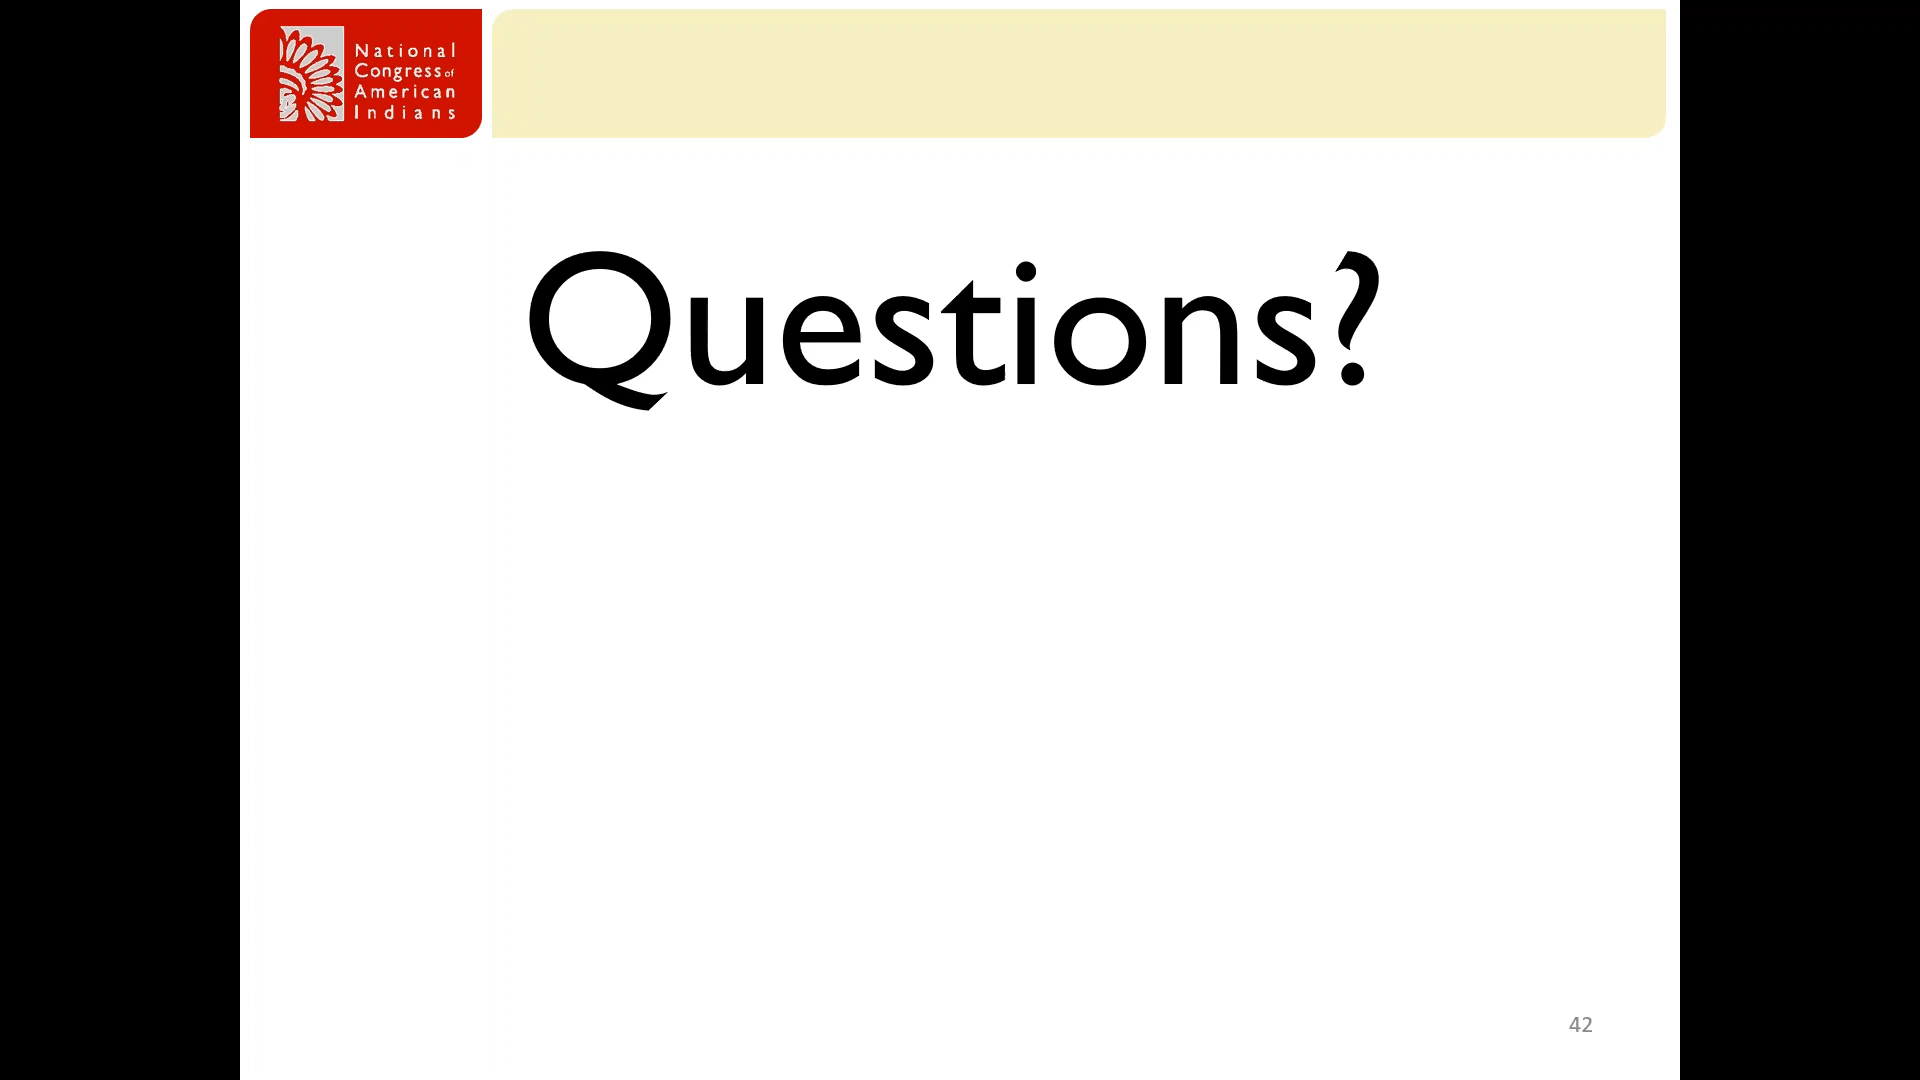 National
Congress of
American
Indians
Questions?
42